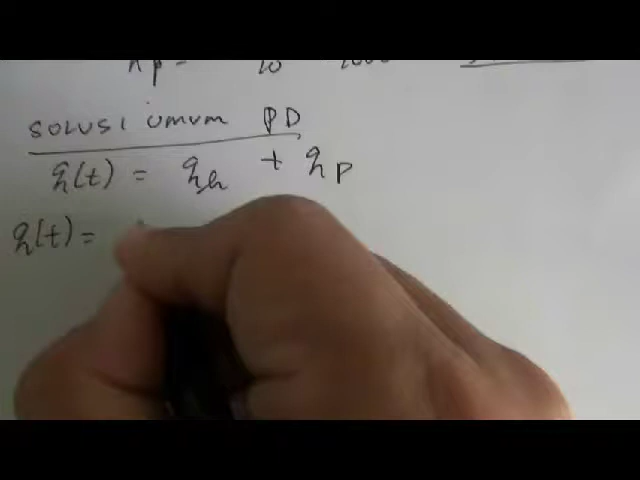 SOLUSI UMUM PD
q(t) = qh + qp
q(t) =